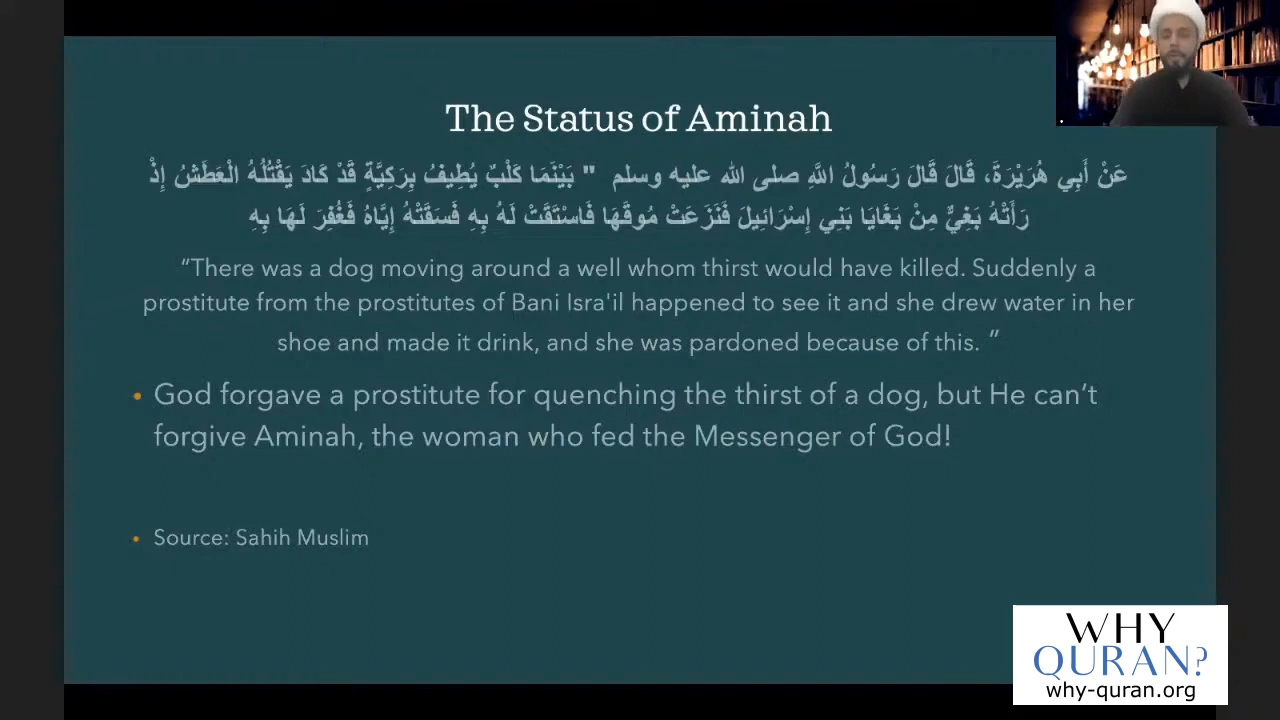 The Status of Aminah
عَنْ أَبِي هُرَيْرَةَ، قَالَ قَالَ رَسُولُ اللَّهِ صلى الله عليه وسلم " بَيْنَمَا كَلْبٌ يُطِيفُ بِرَكِيَّةٍ قَدْ كَادَ يَقْتُلُهُ الْعَطَشُ إِذْ
رَأَتْهُ بَغِيٌّ مِنْ بَغَايَا بَنِي إِسْرَائِيلَ فَنَزَعَتْ مُوقَهَا فَاسْتَقَتْ لَهُ بِهِ فَسَقَتْهُ إِيَّاهُ فَغُفِرَ لَهَا بِهِ
“There was a dog moving around a well whom thirst would have killed. Suddenly a
prostitute from the prostitutes of Bani Isra'il happened to see it and she drew water in her
shoe and made it drink, and she was pardoned because of this. ”
• God forgave a prostitute for quenching the thirst of a dog, but He can’t
forgive Aminah, the woman who fed the Messenger of God!
• Source: Sahih Muslim
WHY
QURAN?
why-quran.org